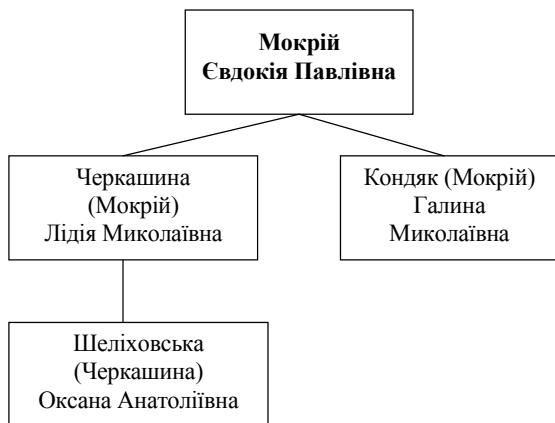 Мокрій
Євдокія Павлівна
Черкашина
(Мокрій)
Лідія Миколаївна
Кондяк (Мокрій)
Галина
Миколаївна
Шеліховська
(Черкашина)
Оксана Анатоліївна